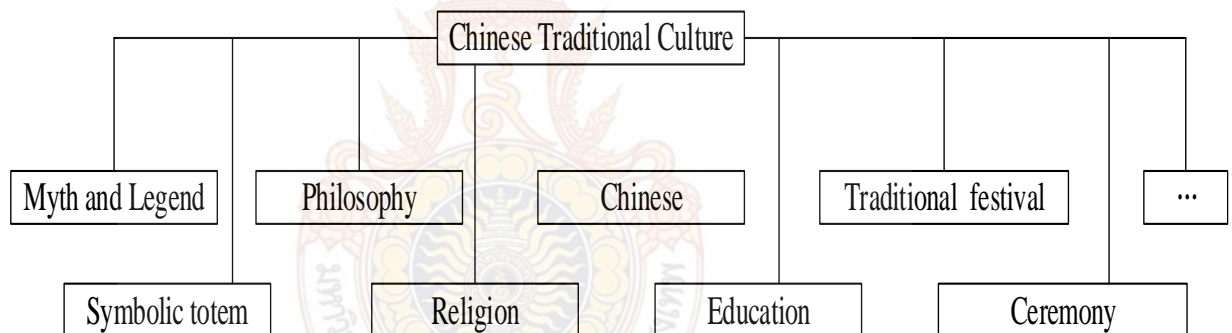 Chinese Traditional Culture
Myth and Legend
Philosophy
Chinese
Traditional festival
...
Symbolic totem
Religion
Education
Ceremony